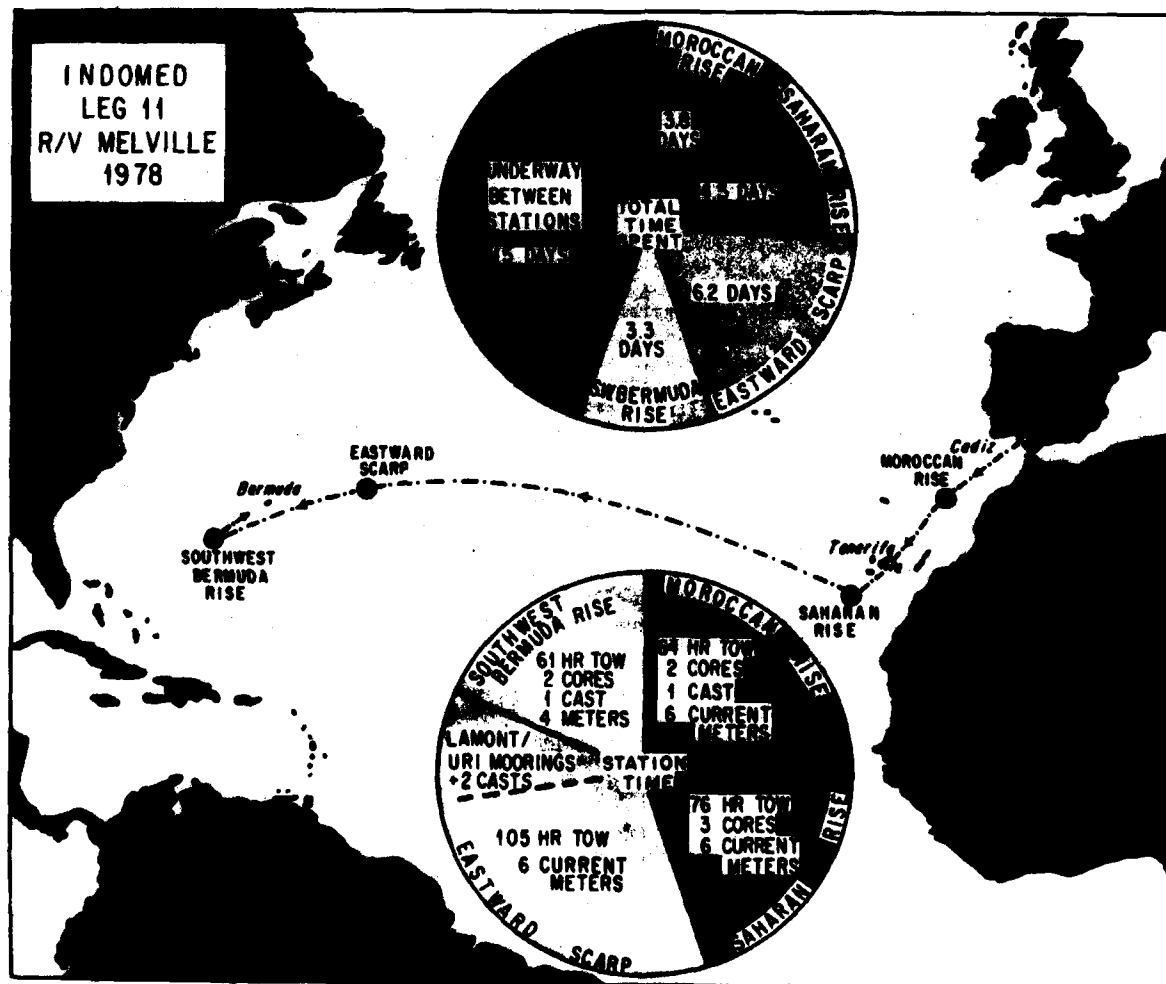 INDOMED
LEG 11
R/V MELVILLE
1978
MOROCCAN
RISE
SAHARAN RISE
EASTWARD SCARP
SW BERMUDA
RISE
UNDERWAY
BETWEEN
STATIONS
DAYS
TOTAL
TIME
SPENT
DAYS
DAYS
6.2 DAYS
3.3
DAYS
EASTWARD
SCARP
Bermuda
SOUTHWEST
BERMUDA
RISE
Cadiz
MOROCCAN
RISE
Tenerife
SAHARAN
RISE
SOUTHWEST
BERMUDA RISE
61 HR TOW
2 CORES
1 CAST
4 METERS
MOROCCAN RISE
HR TOW
2 CORES
1 CAST
6 CURRENT
METERS
LAMONT/
URI MOORINGS
+2 CASTS
STATION
TIME
76 HR TOW
3 CORES
6 CURRENT
METERS
SAHARAN RISE
105 HR TOW
6 CURRENT
METERS
EASTWARD SCARP